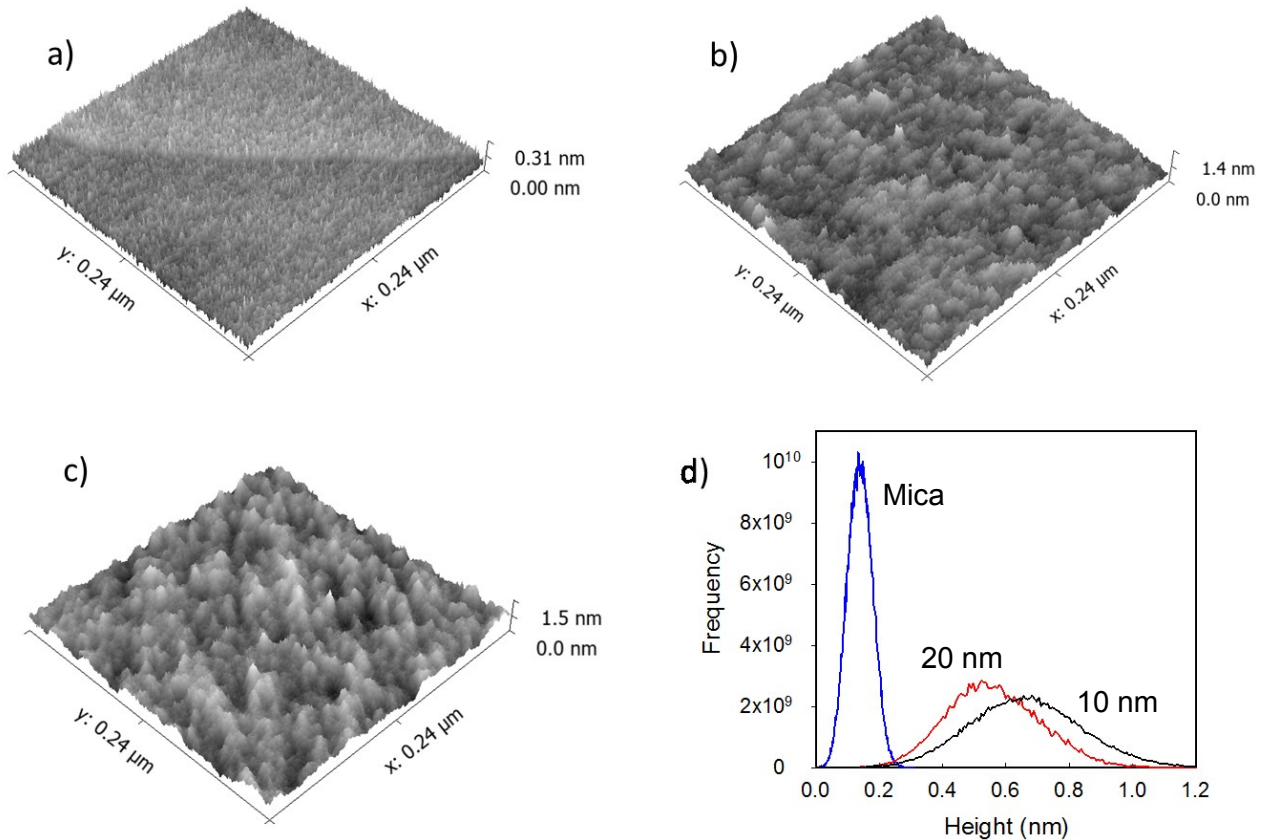 a)
0.31 nm
0.00 nm
y: 0.24 µm
x: 0.24 µm
b)
1.4 nm
0.0 nm
y: 0.24 µm
x: 0.24 µm
c)
1.5 nm
0.0 nm
y: 0.24 µm
x: 0.24 µm
d)
Frequency
10¹⁰
8x10⁹
6x10⁹
4x10⁹
2x10⁹
0
Mica
20 nm
10 nm
0.0 0.2 0.4 0.6 0.8 1.0 1.2
Height (nm)